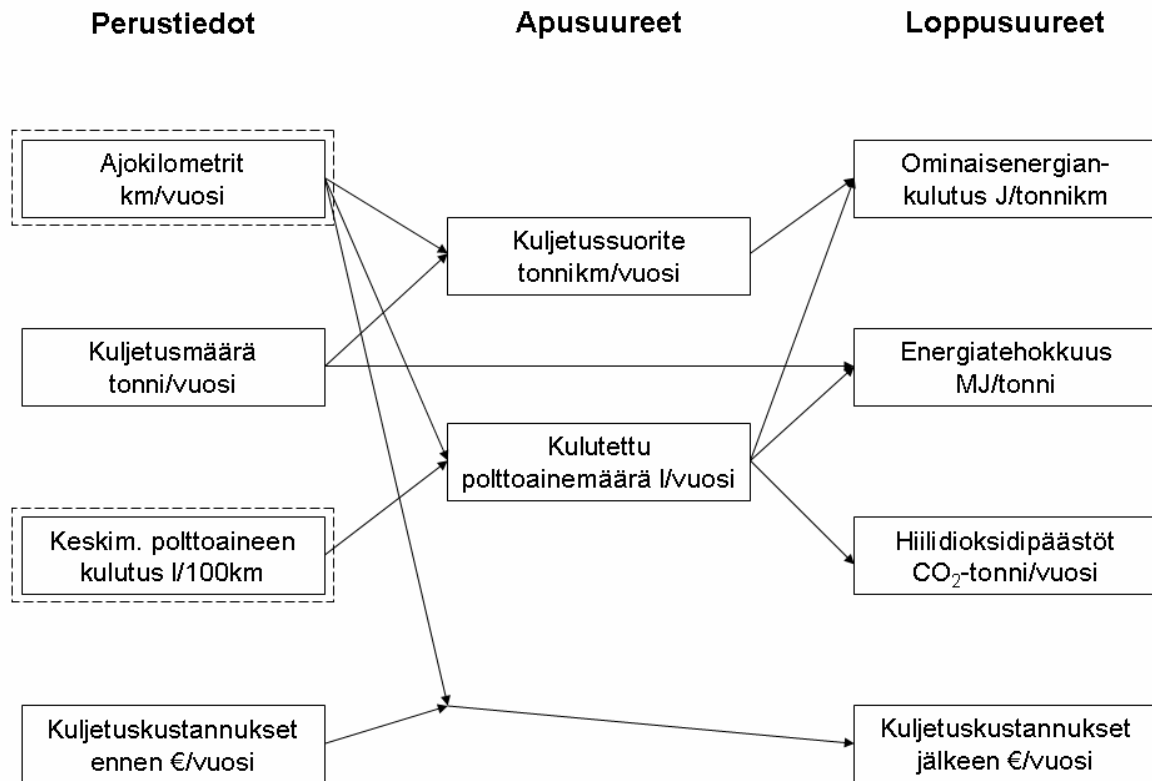 Perustiedot
Apusuureet
Loppusuureet
Ajokilometrit
km/vuosi
Ominaisenergian-
kulutus J/tonnikm
Kuljetussuorite
tonnikm/vuosi
Kuljetusmäärä
tonni/vuosi
Energiatehokkuus
MJ/tonni
Kulutettu
polttoainemäärä l/vuosi
Keskim. polttoaineen
kulutus l/100km
Hiilidioksidipäästöt
CO₂-tonni/vuosi
Kuljetuskustannukset
ennen €/vuosi
Kuljetuskustannukset
jälkeen €/vuosi